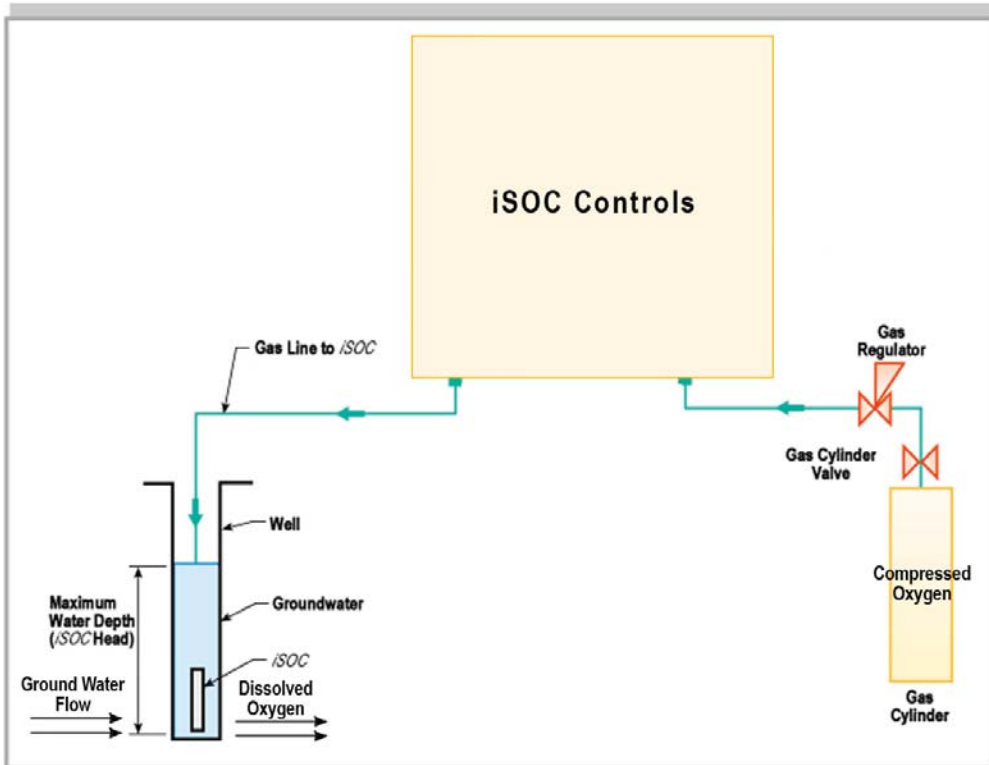 iSOC Controls
Gas
Regulator
Gas Line to iSOC
Gas Cylinder
Valve
Well
Compressed
Oxygen
Maximum
Water Depth
(iSOC Head)
Groundwater
iSOC
Ground Water
Flow
Dissolved
Oxygen
Gas
Cylinder